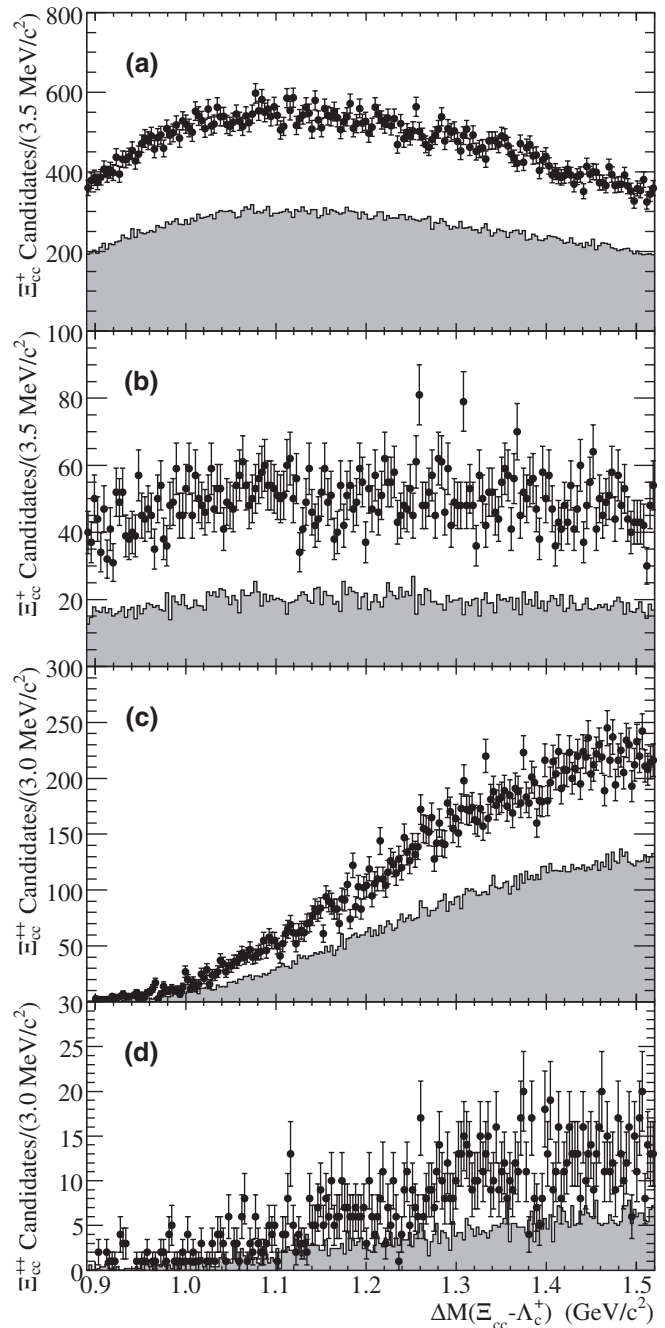 800
(a)
600
400
200
Ξ⁺cc Candidates/(3.5 MeV/c²)
100
(b)
80
60
40
20
Ξ⁺cc Candidates/(3.5 MeV/c²)
300
(c)
250
200
150
100
50
Ξ⁺⁺cc Candidates/(3.0 MeV/c²)
30
(d)
25
20
15
10
5
0
Ξ⁺⁺cc Candidates/(3.0 MeV/c²)
0.9 1.0 1.1 1.2 1.3 1.4 1.5
ΔM(Ξcc-Λc⁺) (GeV/c²)